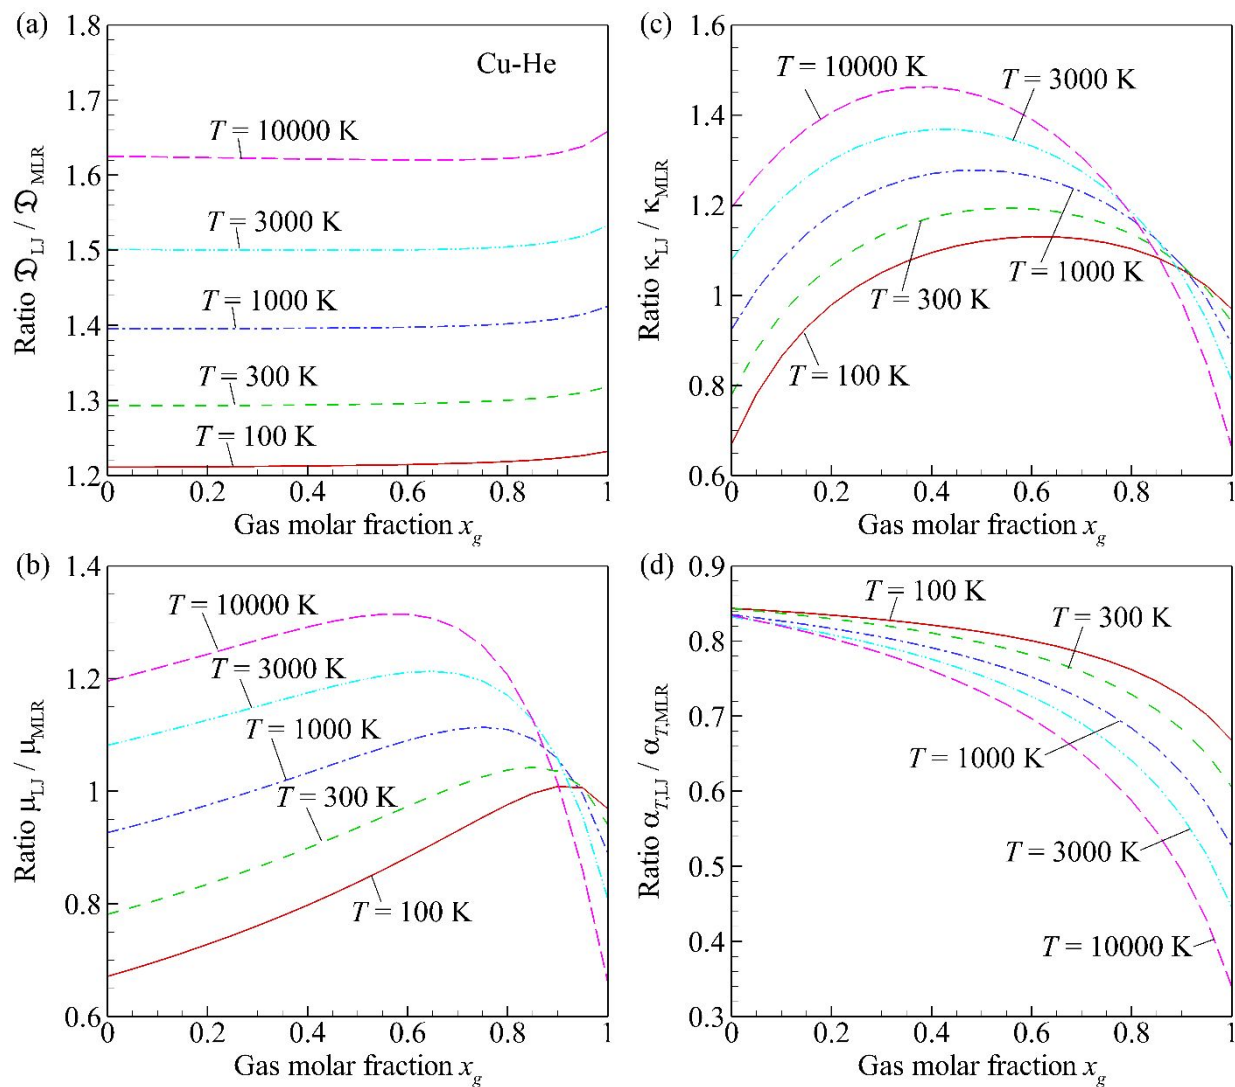 (a)
1.8
1.7
1.6
1.5
1.4
1.3
1.2
Ratio 𝔇LJ / 𝔇MLR
Cu-He
T = 10000 K
T = 3000 K
T = 1000 K
T = 300 K
T = 100 K
0 0.2 0.4 0.6 0.8 1
Gas molar fraction xg
(c)
1.6
1.4
1.2
1
0.8
0.6
Ratio κLJ / κMLR
T = 10000 K
T = 3000 K
T = 1000 K
T = 300 K
T = 100 K
0 0.2 0.4 0.6 0.8 1
Gas molar fraction xg
(b)
1.4
1.2
1
0.8
0.6
Ratio μLJ / μMLR
T = 10000 K
T = 3000 K
T = 1000 K
T = 300 K
T = 100 K
0 0.2 0.4 0.6 0.8 1
Gas molar fraction xg
(d)
0.9
0.8
0.7
0.6
0.5
0.4
0.3
Ratio αT,LJ / αT,MLR
T = 100 K
T = 300 K
T = 1000 K
T = 3000 K
T = 10000 K
0 0.2 0.4 0.6 0.8 1
Gas molar fraction xg